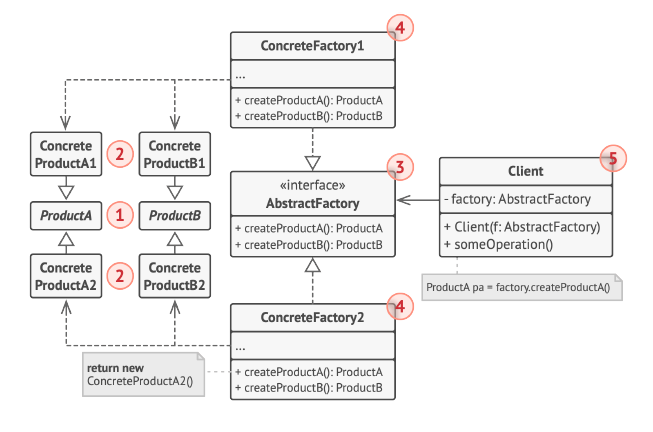 4
ConcreteFactory1
...
+ createProductA(): ProductA
+ createProductB(): ProductB
Concrete
ProductA1
2
Concrete
ProductB1
ProductA
1
ProductB
Concrete
ProductA2
2
Concrete
ProductB2
3
«interface»
AbstractFactory
+ createProductA(): ProductA
+ createProductB(): ProductB
5
Client
- factory: AbstractFactory
+ Client(f: AbstractFactory)
+ someOperation()
ProductA pa = factory.createProductA()
4
ConcreteFactory2
...
+ createProductA(): ProductA
+ createProductB(): ProductB
return new
ConcreteProductA2()